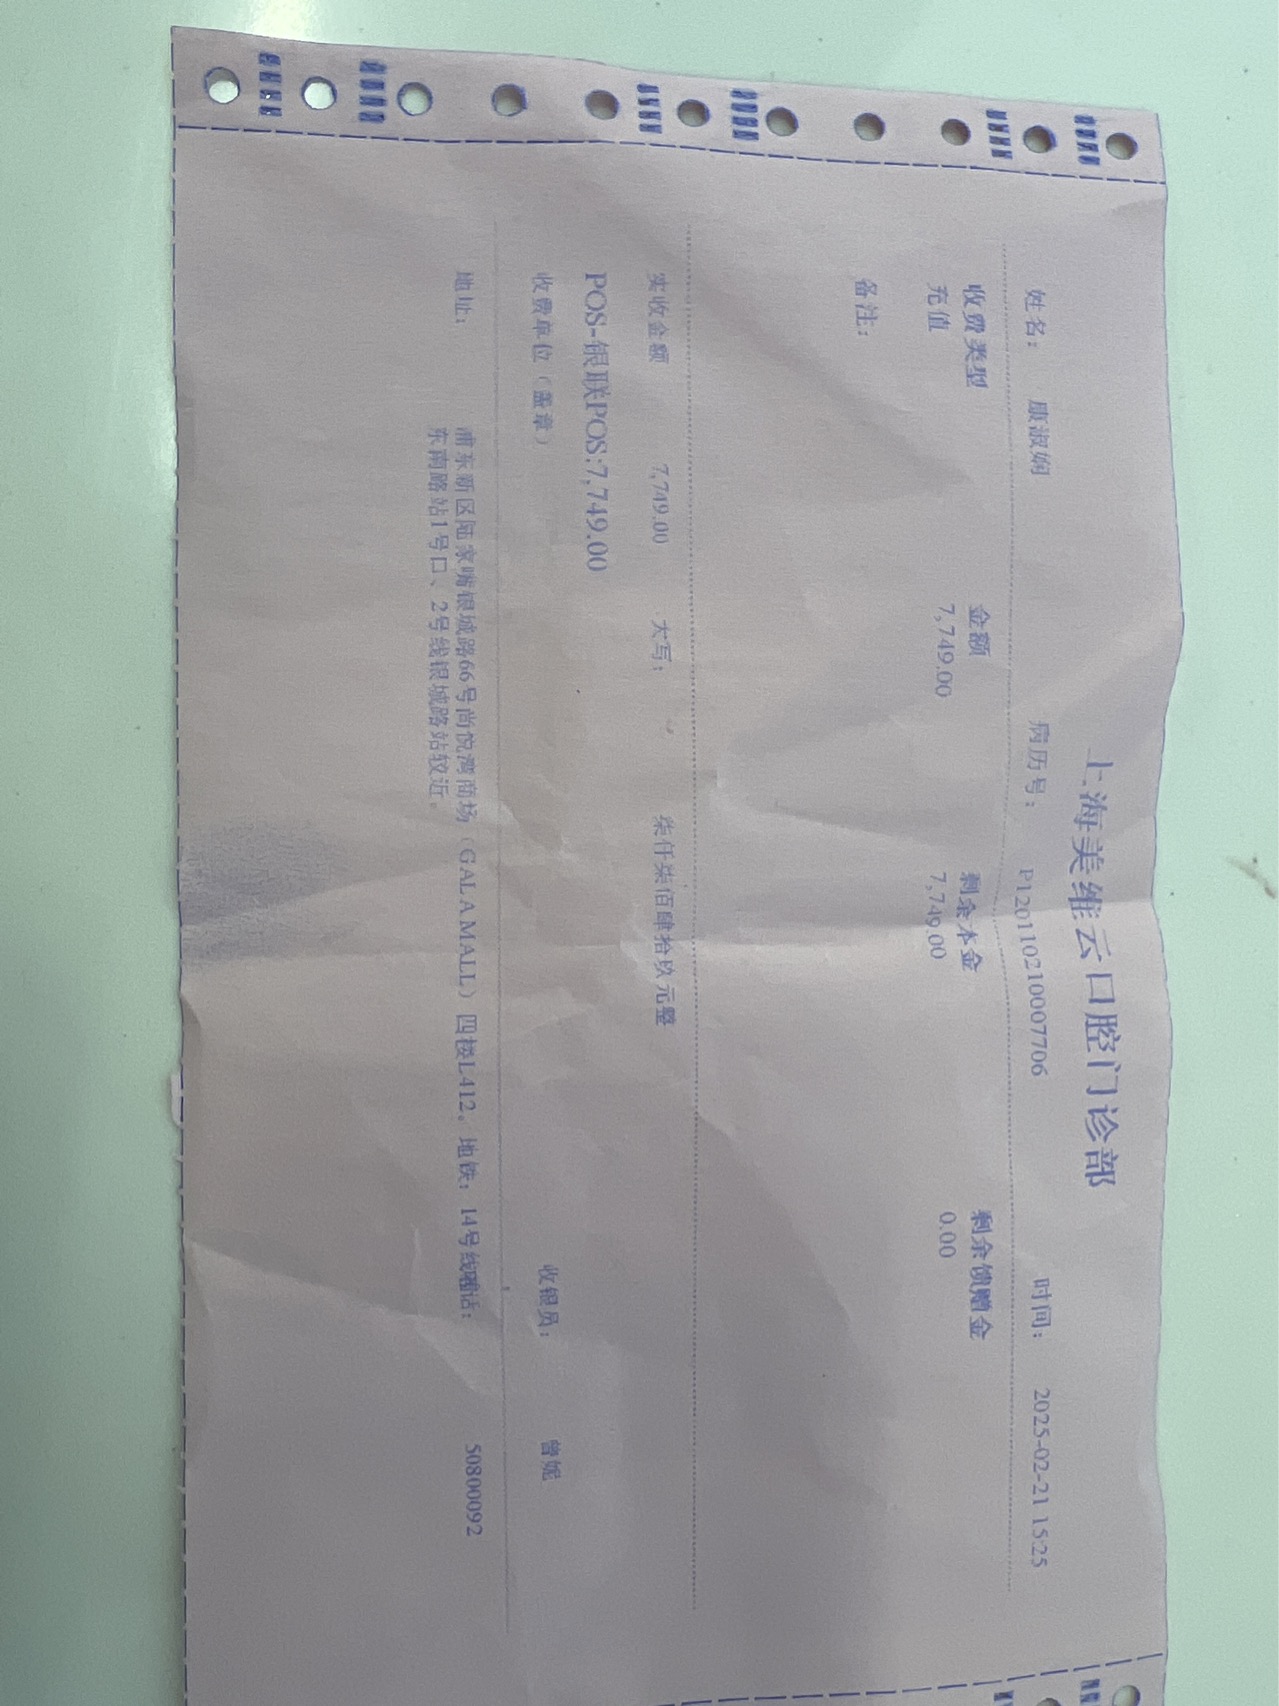 上海美维云口腔门诊部
姓名： 康淑娴 病历号： P120110210007706 时间： 2025-02-21 15:25
收费类型 金额 剩余本金 剩余馈赠金
充值 7,749.00 7,749.00 0.00
备注：
实收金额 7,749.00 大写： 柒仟柒佰肆拾玖元整
POS-银联POS:7,749.00
收费单位（盖章） 收银员： 曾妮
地址： 浦东新区陆家嘴银城路66号尚悦湾商场（GALAMALL）四楼L412。地铁：14号线 话： 50800092
东南路站1号口、2号线银城路站较近。